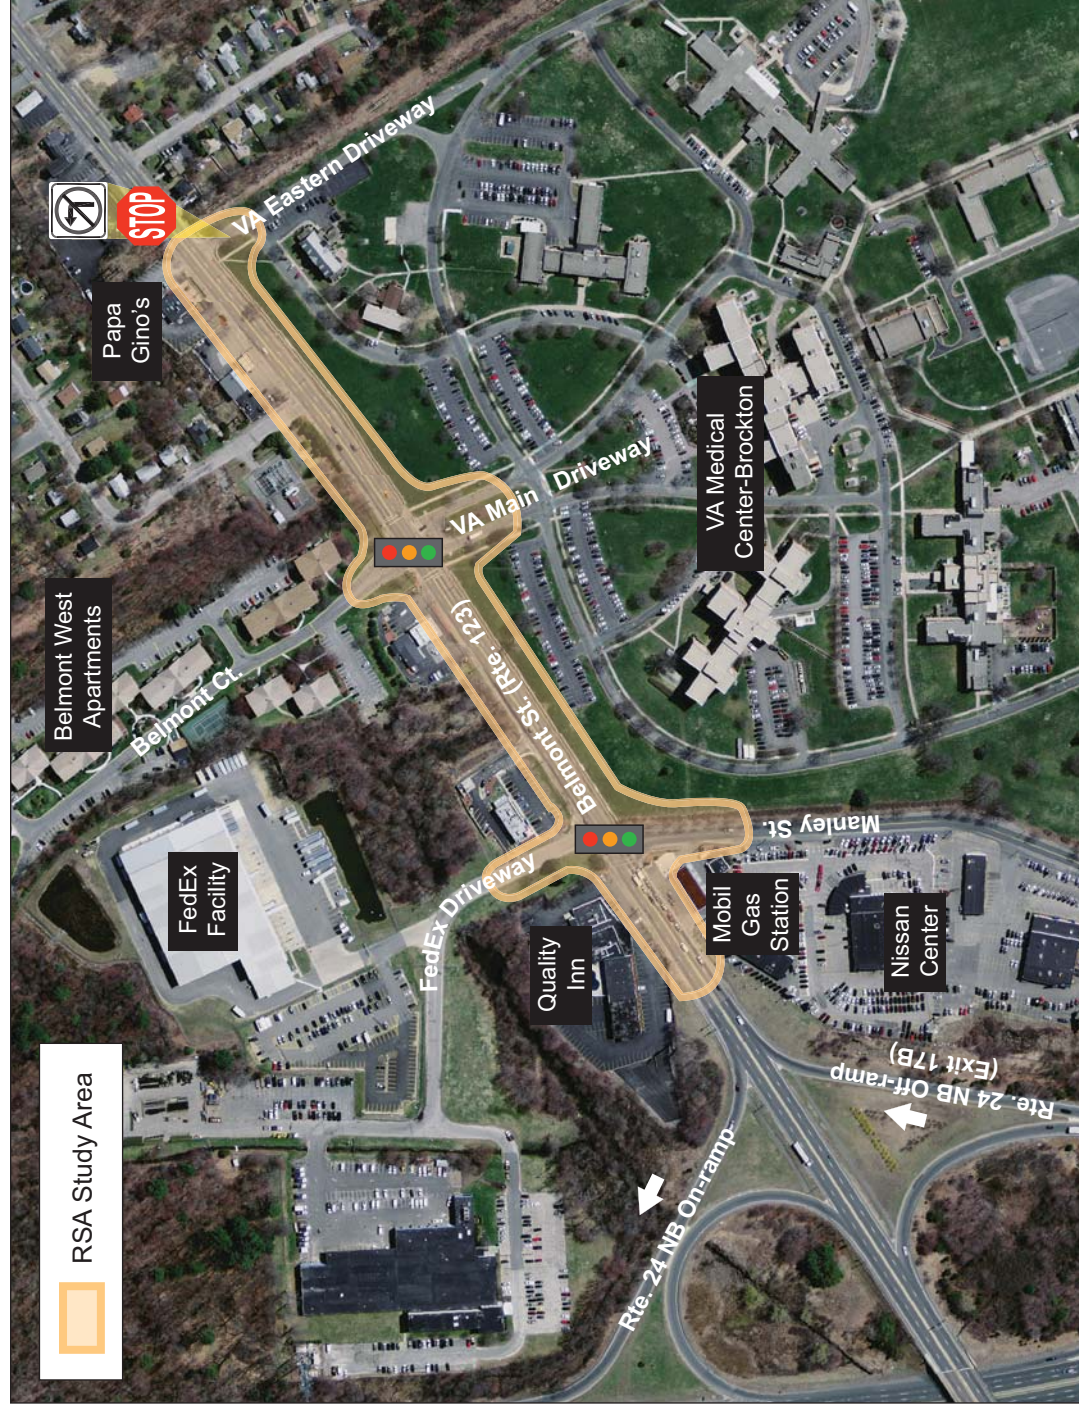 RSA Study Area
STOP
Papa
Gino's
VA Eastern Driveway
Belmont West
Apartments
Belmont Ct.
VA Main Driveway
Belmont St. (Rte. 123)
VA Medical
Center-Brockton
FedEx
Facility
FedEx Driveway
Manley St.
Quality
Inn
Mobil
Gas
Station
Nissan
Center
Rte. 24 NB On-ramp
Rte. 24 NB Off-ramp
(Exit 17B)